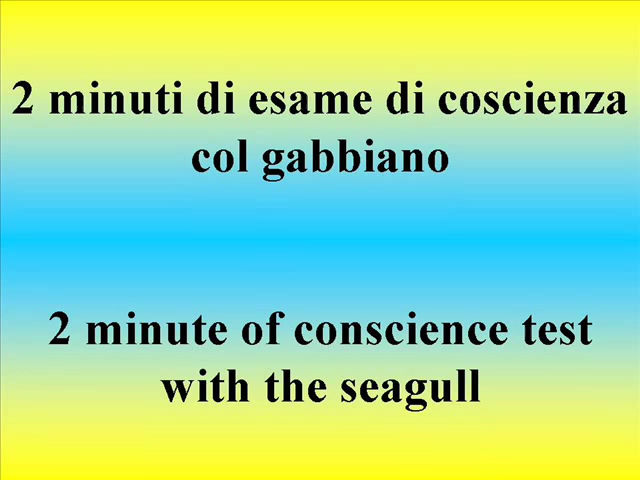 2 minuti di esame di coscienza
col gabbiano
2 minute of conscience test
with the seagull